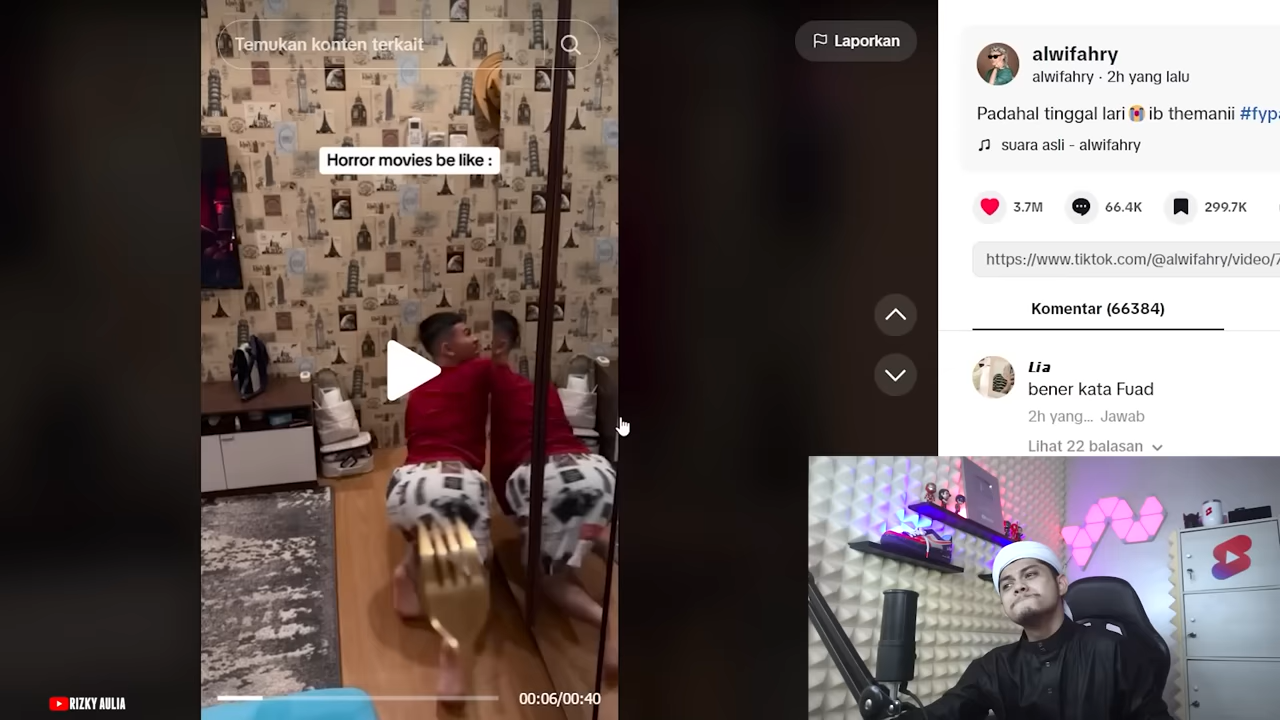 Temukan konten terkait
Laporkan
Horror movies be like :
00:06/00:40
RIZKY AULIA
alwifahry
alwifahry · 2h yang lalu
Padahal tinggal lari 😭 ib themanii #fyp
suara asli - alwifahry
3.7M
66.4K
299.7K
https://www.tiktok.com/@alwifahry/video/7
Komentar (66384)
Lia
bener kata Fuad
2h yang... Jawab
Lihat 22 balasan